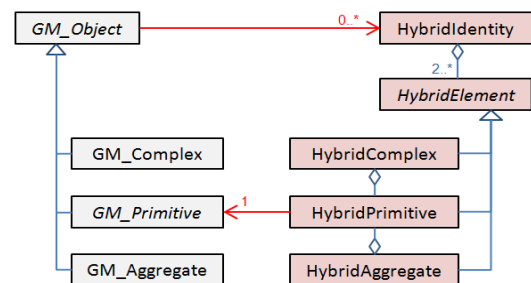 GM_Object
0..*
HybridIdentity
2..*
HybridElement
GM_Complex
HybridComplex
GM_Primitive
1
HybridPrimitive
GM_Aggregate
HybridAggregate